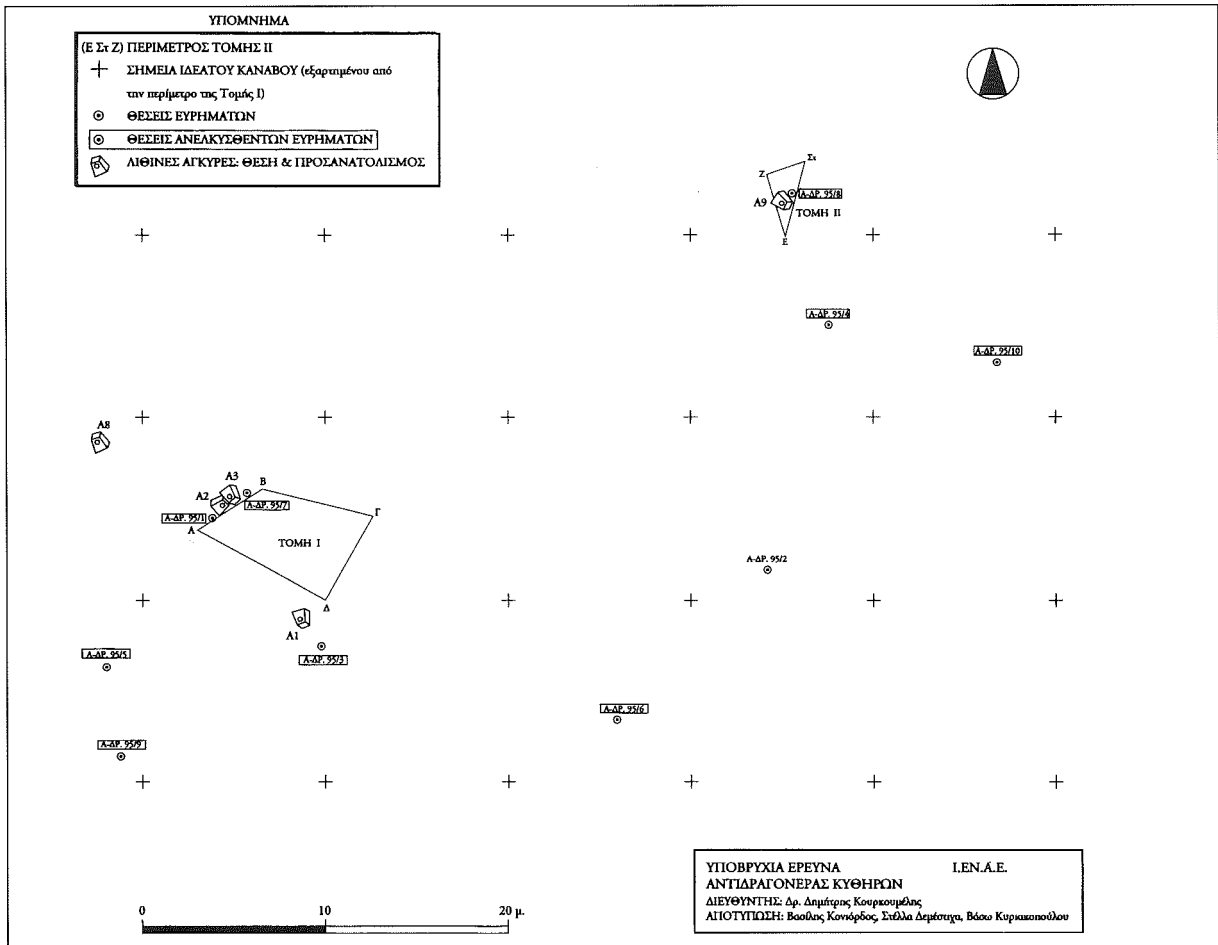 ΥΠΟΜΝΗΜΑ
(Ε Στ Ζ) ΠΕΡΙΜΕΤΡΟΣ ΤΟΜΗΣ ΙΙ
ΣΗΜΕΙΑ ΙΔΕΑΤΟΥ ΚΑΝΑΒΟΥ (εξαρτημένου από
την περίμετρο της Τομής Ι)
ΘΕΣΕΙΣ ΕΥΡΗΜΑΤΩΝ
ΘΕΣΕΙΣ ΑΝΕΛΚΥΣΘΕΝΤΩΝ ΕΥΡΗΜΑΤΩΝ
ΛΙΘΙΝΕΣ ΑΓΚΥΡΕΣ: ΘΕΣΗ & ΠΡΟΣΑΝΑΤΟΛΙΣΜΟΣ
Στ
Ζ
Α-ΔΡ. 95/8
Α9
ΤΟΜΗ ΙΙ
Ε
Α-ΔΡ. 95/4
Α-ΔΡ. 95/10
Α8
Α3
Β
Α2
Α-ΔΡ. 95/7
Α-ΔΡ. 95/1
Γ
Α
ΤΟΜΗ Ι
Α-ΔΡ. 95/2
Δ
Α1
Α-ΔΡ. 95/5
Α-ΔΡ. 95/3
Α-ΔΡ. 95/6
Α-ΔΡ. 95/9
ΥΠΟΒΡΥΧΙΑ ΕΡΕΥΝΑ Ι.ΕΝ.Α.Ε.
ΑΝΤΙΔΡΑΓΟΝΕΡΑΣ ΚΥΘΗΡΩΝ
ΔΙΕΥΘΥΝΤΗΣ: Δρ. Δημήτρης Κουρκουμέλης
ΑΠΟΤΥΠΩΣΗ: Βασίλης Κονιόρδος, Στέλλα Δεμέστιχα, Βάσω Κυριακοπούλου
0 10 20 μ.